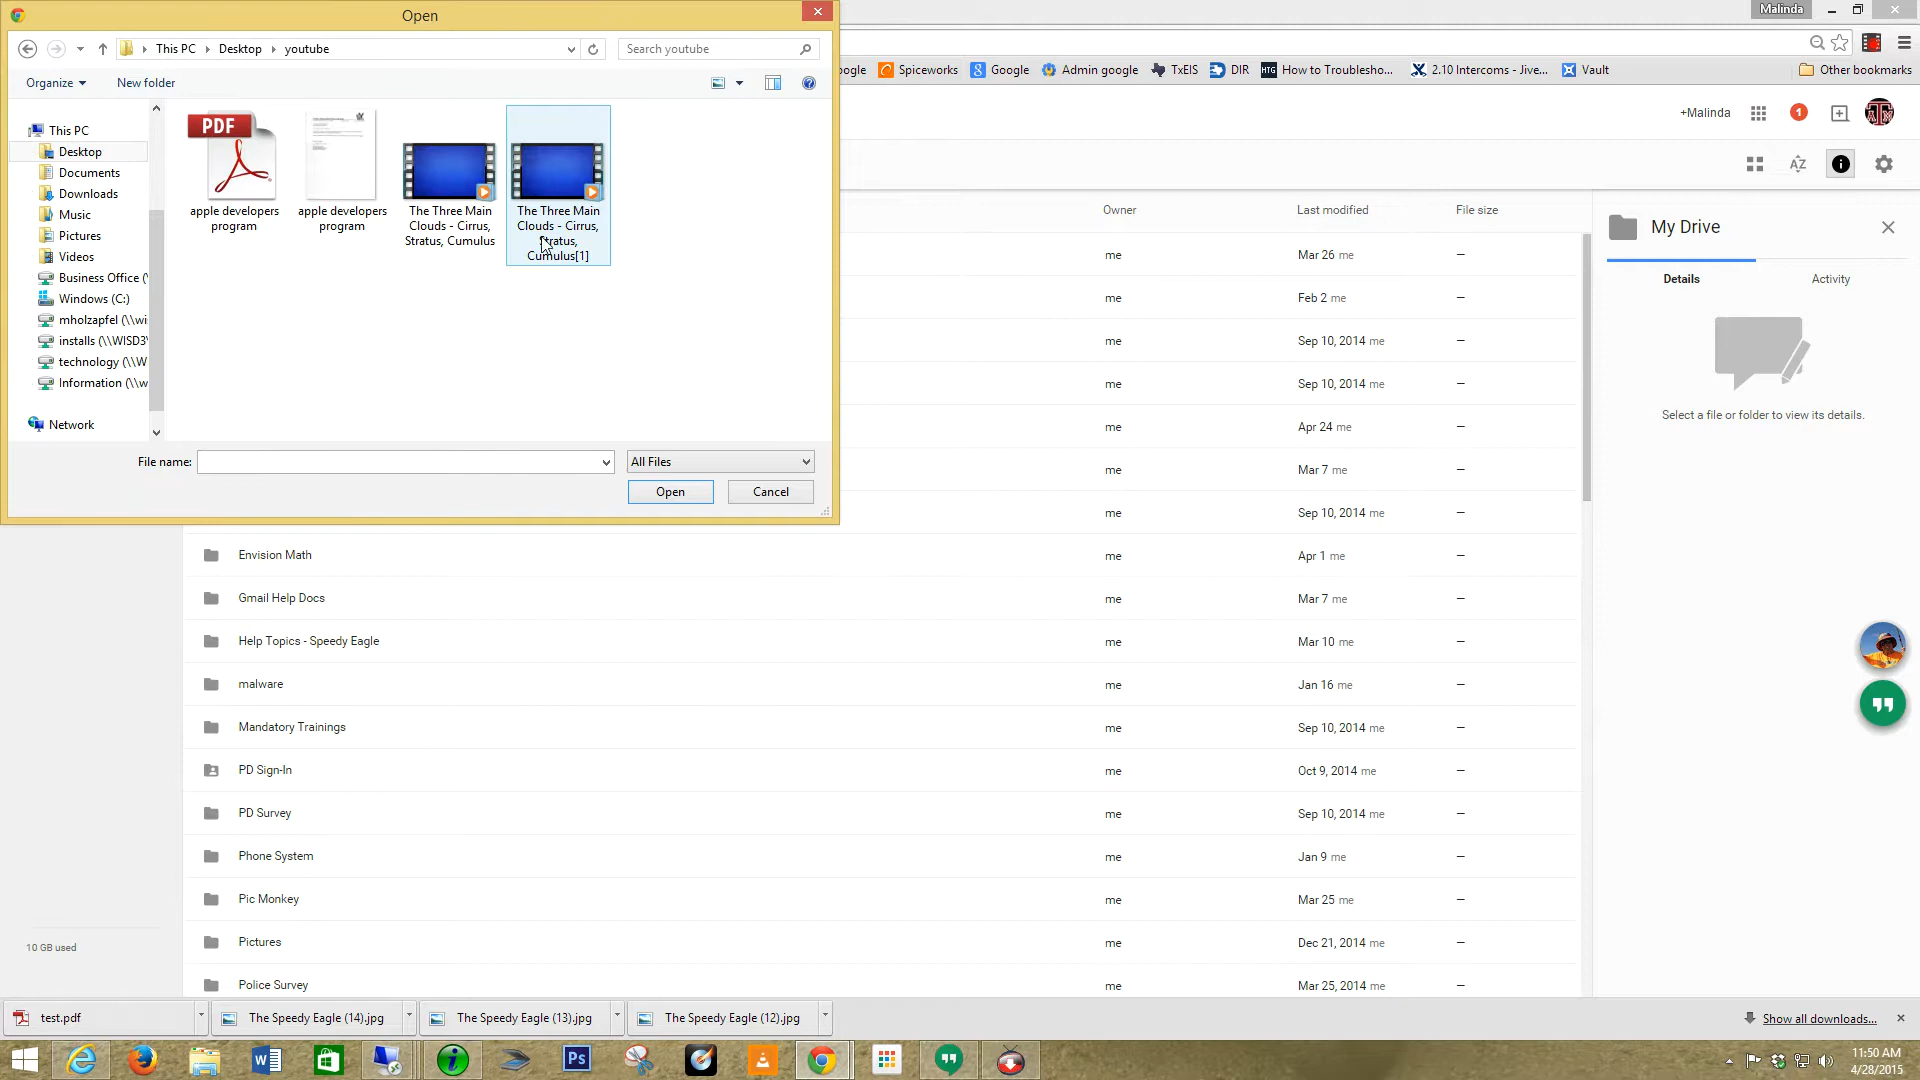 Open
Malinda
This PC
Desktop
youtube
Search youtube
Organize
New folder
ogle
Spiceworks
Google
Admin google
TxEIS
DIR
HTG How to Troublesho...
2.10 Intercoms - Jive...
Vault
Other bookmarks
+Malinda
1
This PC
Desktop
Documents
Downloads
Music
Pictures
Videos
Business Office (
Windows (C:)
mholzapfel (\\wi
installs (\\WISD3
technology (\\W
Information (\\w
Network
PDF
apple developers
program
apple developers
program
The Three Main
Clouds - Cirrus,
Stratus, Cumulus
The Three Main
Clouds - Cirrus,
Stratus,
Cumulus[1]
File name:
All Files
Open
Cancel
Owner
Last modified
File size
me
Mar 26 me
–
me
Feb 2 me
–
me
Sep 10, 2014 me
–
me
Sep 10, 2014 me
–
me
Apr 24 me
–
me
Mar 7 me
–
me
Sep 10, 2014 me
–
Envision Math
me
Apr 1 me
–
Gmail Help Docs
me
Mar 7 me
–
Help Topics - Speedy Eagle
me
Mar 10 me
–
malware
me
Jan 16 me
–
Mandatory Trainings
me
Sep 10, 2014 me
–
PD Sign-In
me
Oct 9, 2014 me
–
PD Survey
me
Sep 10, 2014 me
–
Phone System
me
Jan 9 me
–
Pic Monkey
me
Mar 25 me
–
Pictures
me
Dec 21, 2014 me
–
Police Survey
me
Mar 25, 2014 me
–
My Drive
Details
Activity
Select a file or folder to view its details.
10 GB used
test.pdf
The Speedy Eagle (14).jpg
The Speedy Eagle (13).jpg
The Speedy Eagle (12).jpg
Show all downloads...
Ps
11:50 AM
4/28/2015